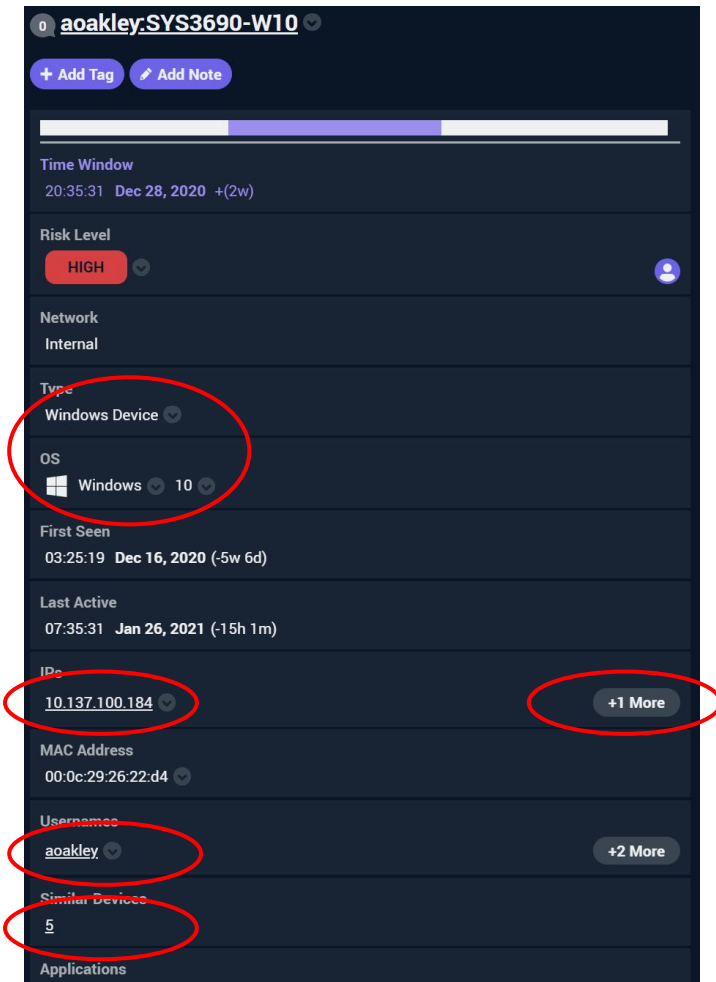 0 aoakley:SYS3690-W10
+ Add Tag Add Note
Time Window
20:35:31 Dec 28, 2020 +(2w)
Risk Level
HIGH
Network
Internal
Type
Windows Device
OS
Windows 10
First Seen
03:25:19 Dec 16, 2020 (-5w 6d)
Last Active
07:35:31 Jan 26, 2021 (-15h 1m)
IPs
10.137.100.184 +1 More
MAC Address
00:0c:29:26:22:d4
Usernames
aoakley +2 More
Similar Devices
5
Applications